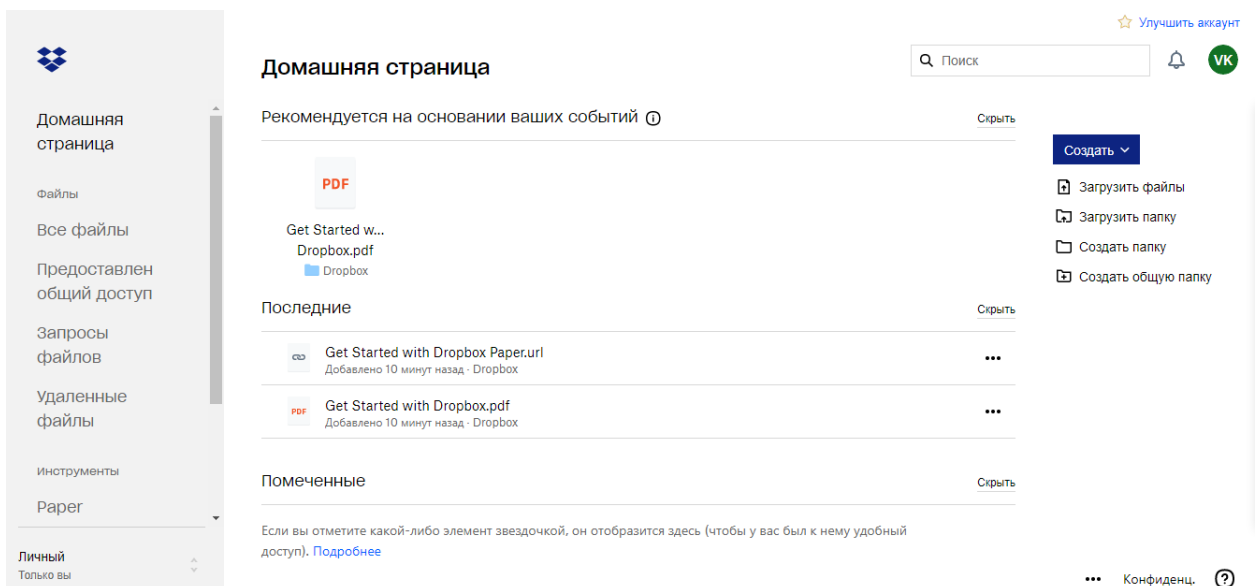 Улучшить аккаунт
VK
Поиск
Домашняя страница
Домашняя
страница
Файлы
Все файлы
Предоставлен
общий доступ
Запросы
файлов
Удаленные
файлы
Инструменты
Paper
Личный
Только вы
Рекомендуется на основании ваших событий
Скрыть
PDF
Get Started w...
Dropbox.pdf
Dropbox
Последние
Скрыть
Get Started with Dropbox Paper.url
Добавлено 10 минут назад · Dropbox
PDF
Get Started with Dropbox.pdf
Добавлено 10 минут назад · Dropbox
Помеченные
Скрыть
Если вы отметите какой-либо элемент звездочкой, он отобразится здесь (чтобы у вас был к нему удобный
доступ). Подробнее
Создать
Загрузить файлы
Загрузить папку
Создать папку
Создать общую папку
Конфиденц.